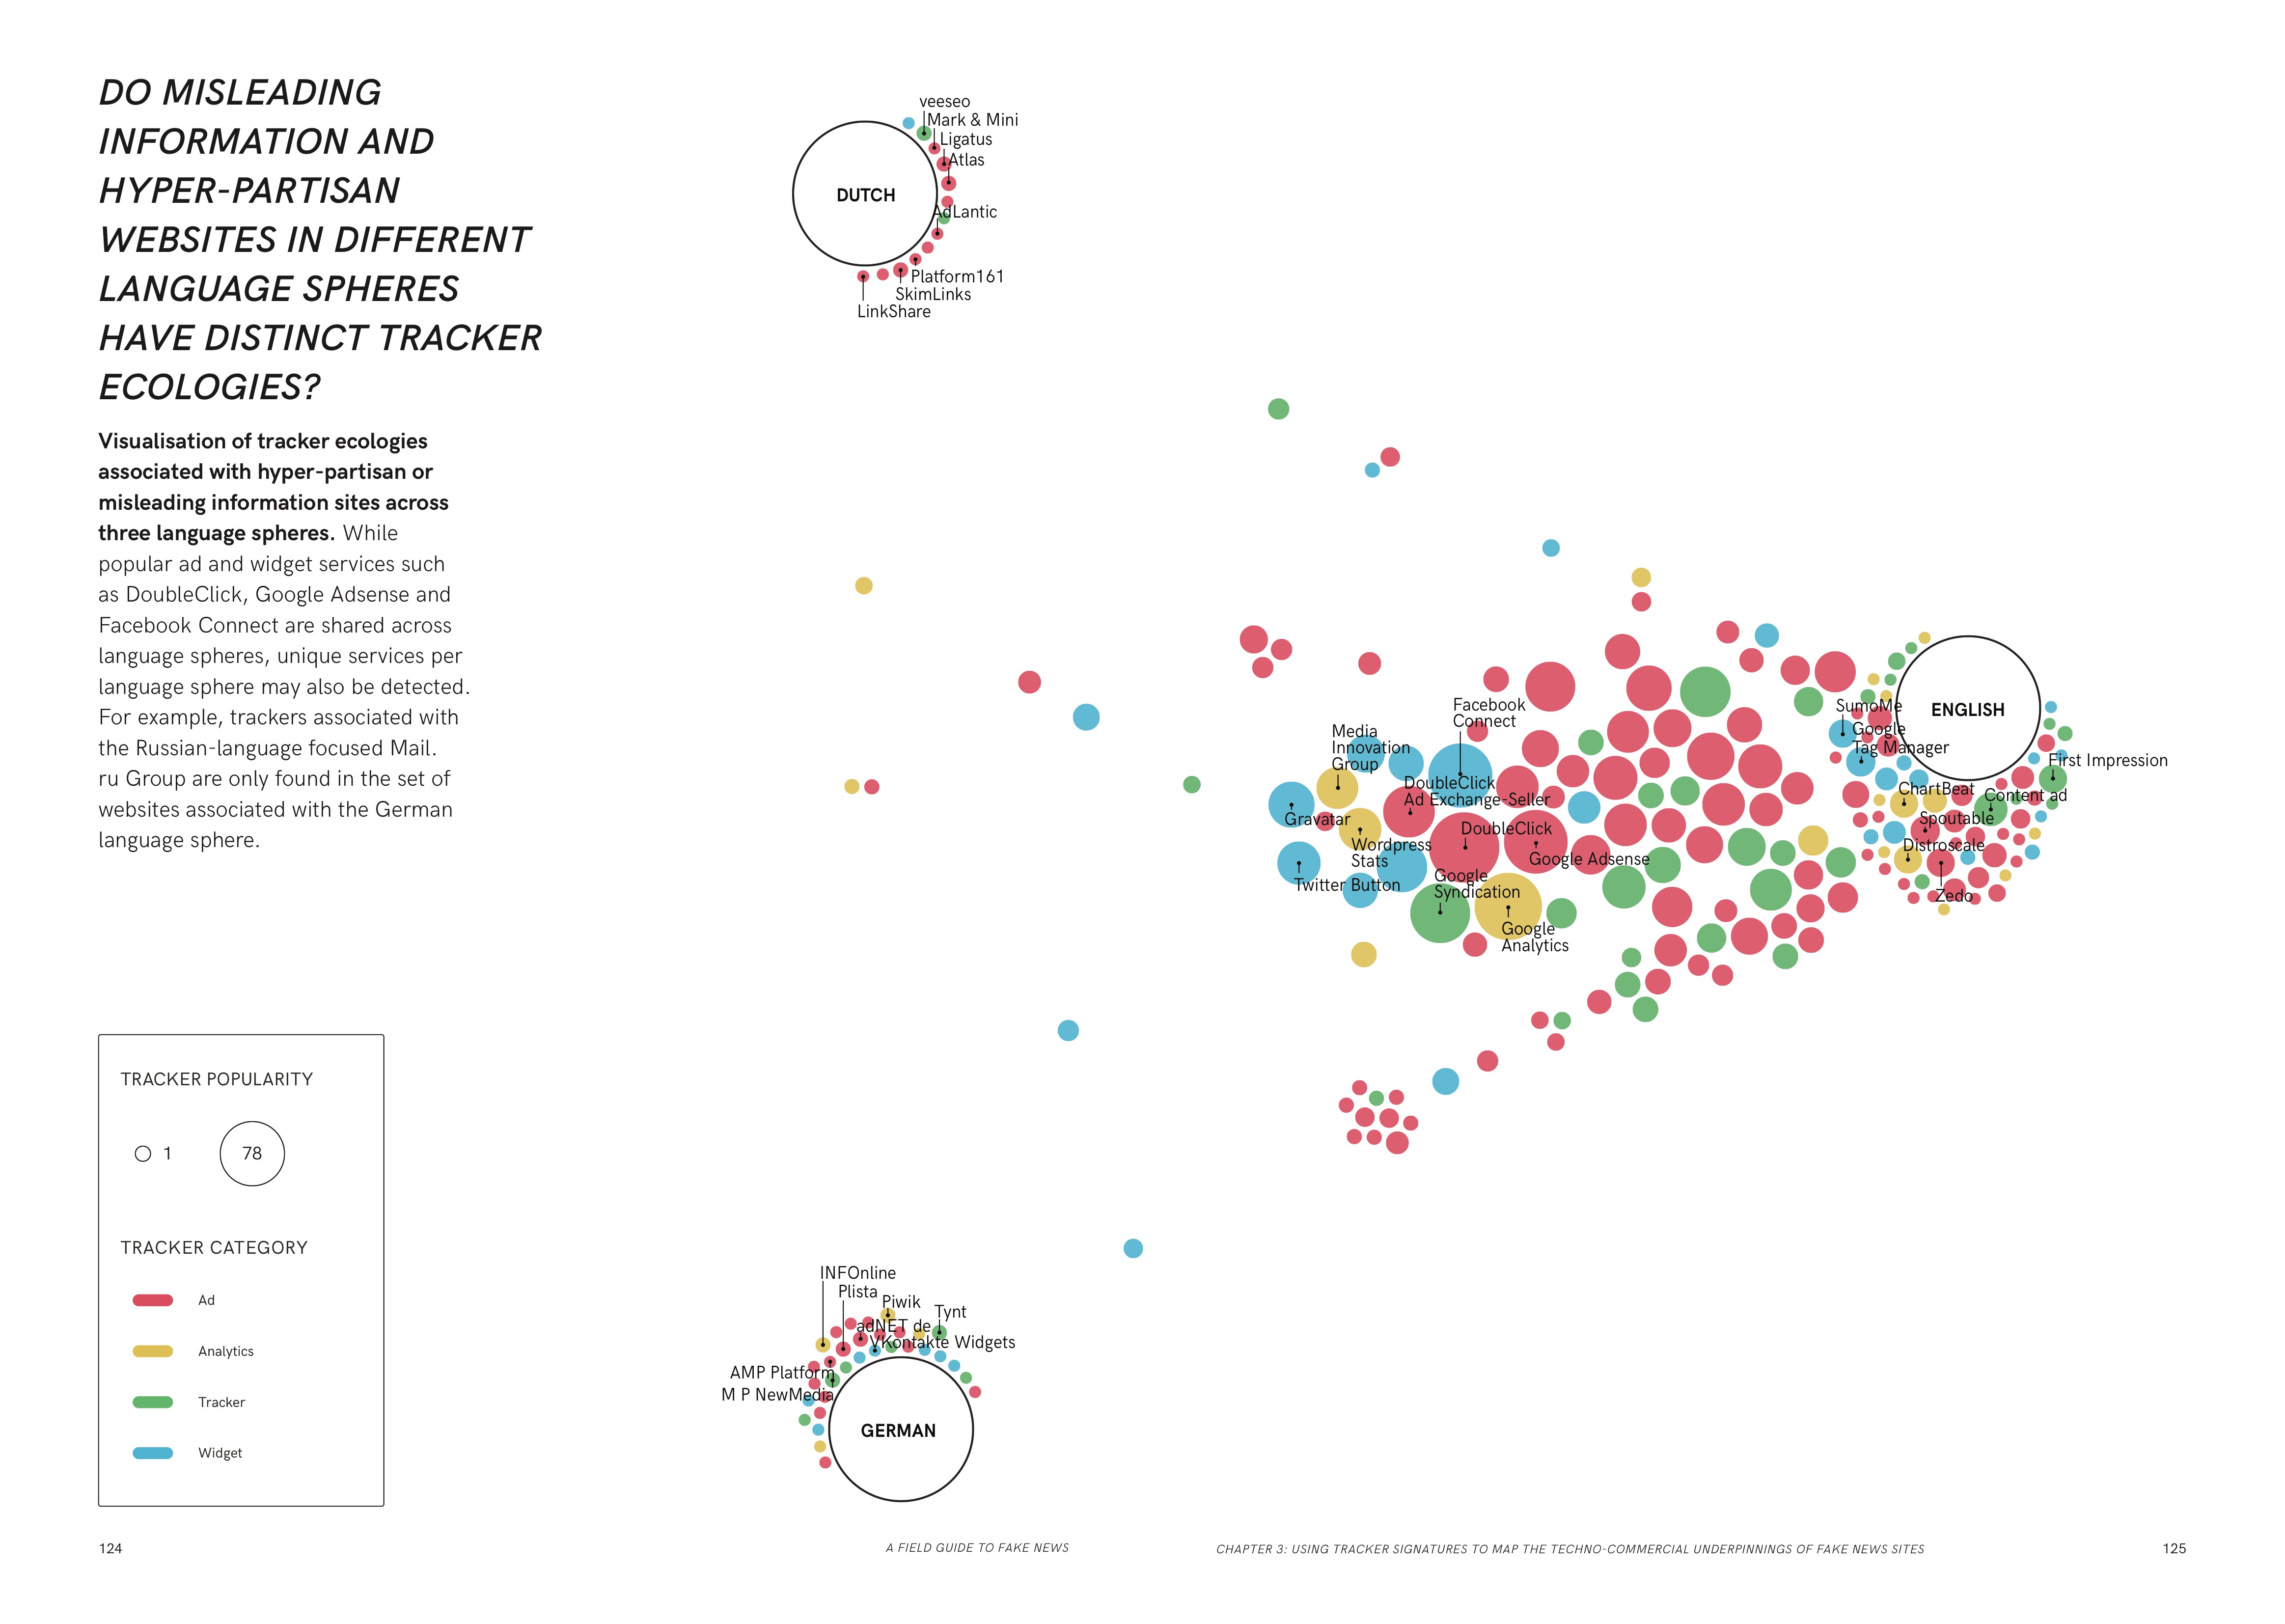 DO MISLEADING
INFORMATION AND
HYPER-PARTISAN
WEBSITES IN DIFFERENT
LANGUAGE SPHERES
HAVE DISTINCT TRACKER
ECOLOGIES?
Visualisation of tracker ecologies
associated with hyper-partisan or
misleading information sites across
three language spheres. While
popular ad and widget services such
as DoubleClick, Google Adsense and
Facebook Connect are shared across
language spheres, unique services per
language sphere may also be detected.
For example, trackers associated with
the Russian-language focused Mail.
ru Group are only found in the set of
websites associated with the German
language sphere.
TRACKER POPULARITY
1
78
TRACKER CATEGORY
Ad
Analytics
Tracker
Widget
veeseo
Mark & Mini
Ligatus
Atlas
DUTCH
AdLantic
Platform161
SkimLinks
LinkShare
Facebook
Connect
Media
Innovation
Group
DoubleClick
Ad Exchange-Seller
Gravatar
DoubleClick
Wordpress
Stats
Google Adsense
Twitter Button
Google
Syndication
Google
Analytics
SumoMe
Google
Tag Manager
ENGLISH
First Impression
ChartBeat
Content ad
Spoutable
Distroscale
Zedo
INFOnline
Plista
Piwik
Tynt
adNET de
VKontakte Widgets
AMP Platform
M P NewMedia
GERMAN
124
A FIELD GUIDE TO FAKE NEWS
CHAPTER 3: USING TRACKER SIGNATURES TO MAP THE TECHNO-COMMERCIAL UNDERPINNINGS OF FAKE NEWS SITES
125